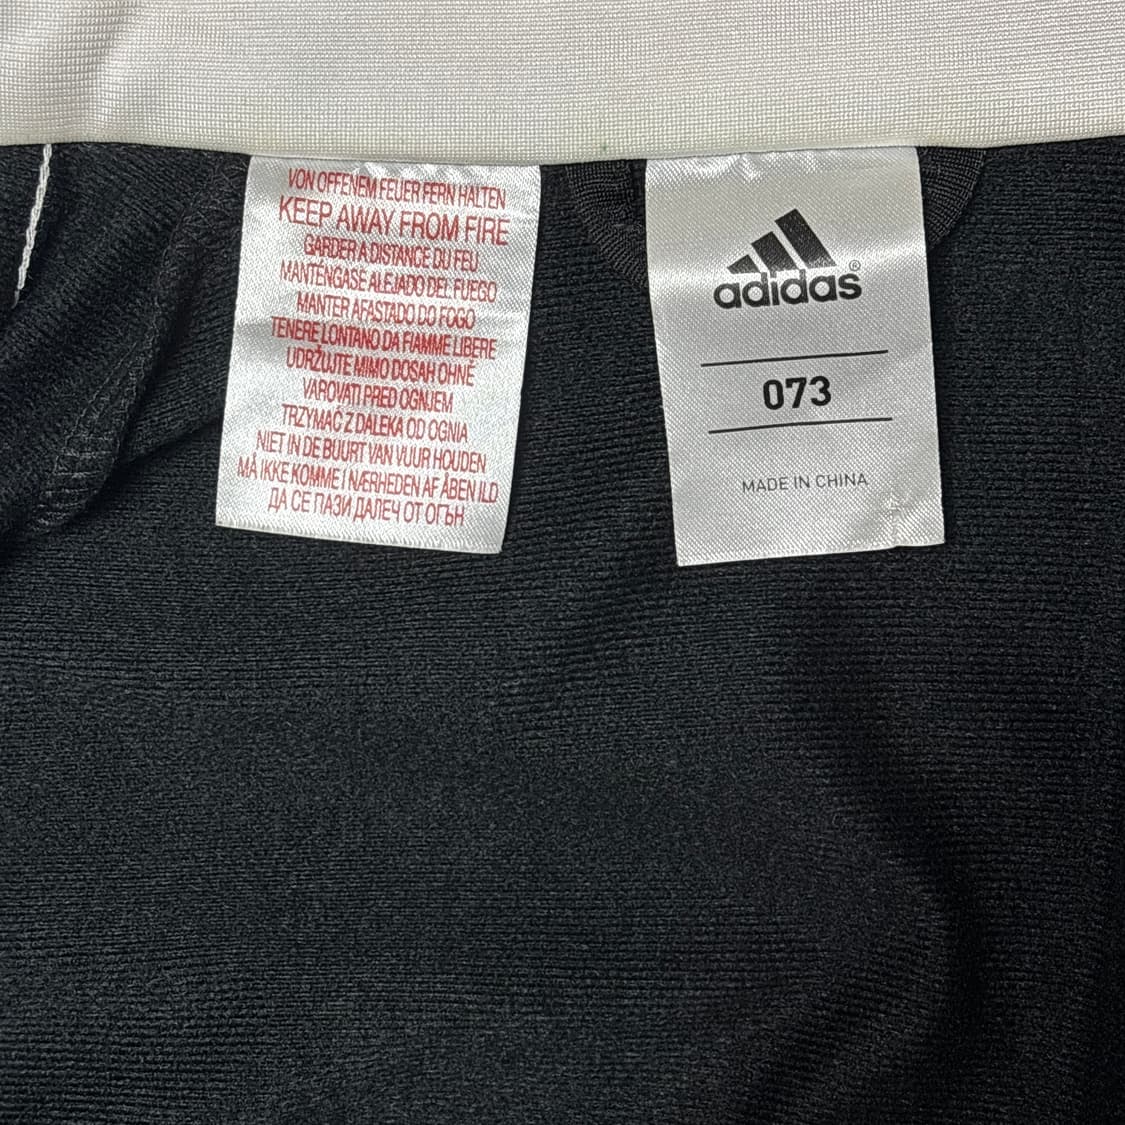 VON OFFENEM FEUER FERN HALTEN
KEEP AWAY FROM FIRE
GARDER A DISTANCE DU FEU
MANTENGASE ALEJADO DEL FUEGO
MANTER AFASTADO DO FOGO
TENERE LONTANO DA FIAMME LIBERE
UDRŽUJTE MIMO DOSAH OHNĚ
VAROVATI PRED OGNJEM
TRZYMAĆ Z DALEKA OD OGNIA
NIET IN DE BUURT VAN VUUR HOUDEN
MÅ IKKE KOMME I NÆRHEDEN AF ÅBEN ILD
ДА СЕ ПАЗИ ДАЛЕЧ ОТ ОГЪН
adidas®
073
MADE IN CHINA